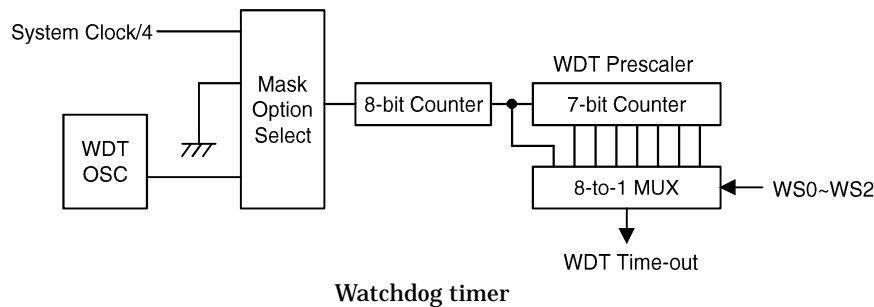 System Clock/4
Mask
Option
Select
WDT
OSC
8-bit Counter
WDT Prescaler
7-bit Counter
8-to-1 MUX
WS0~WS2
WDT Time-out
Watchdog timer